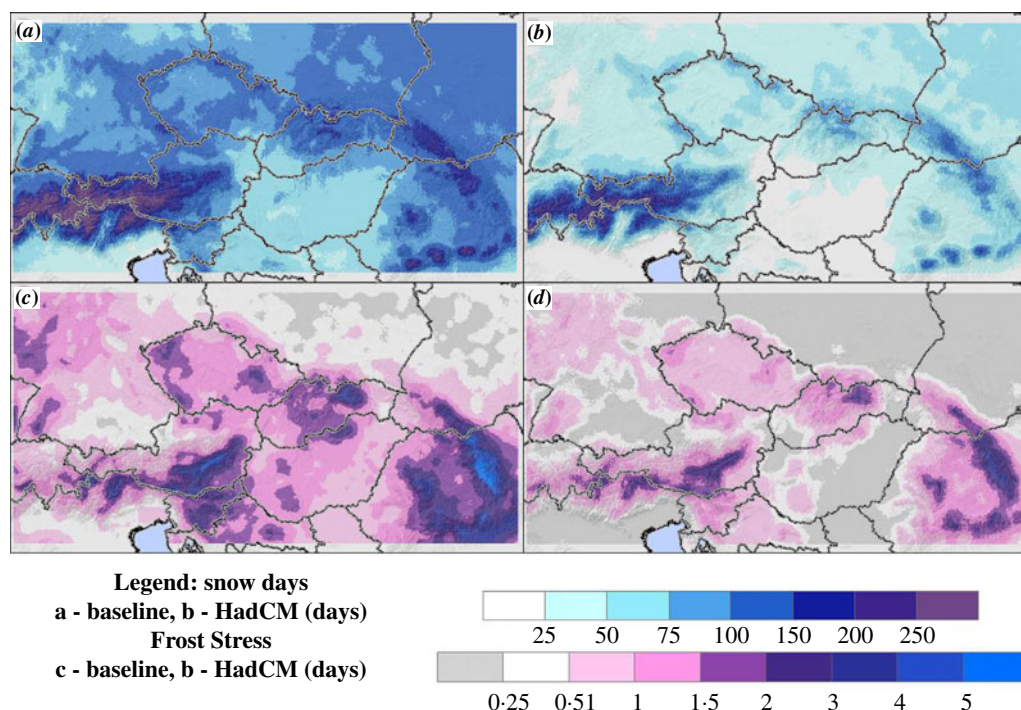 (a)
(b)
(c)
(d)
Legend: snow days
a - baseline, b - HadCM (days)
Frost Stress
c - baseline, b - HadCM (days)
25 50 75 100 150 200 250
0·25 0·51 1 1·5 2 3 4 5